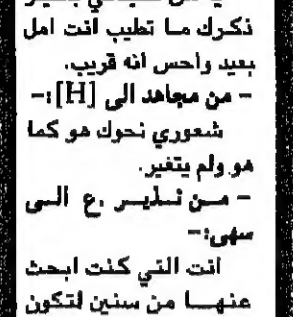 ذكرك ما تطيب انت امل
بعيد واحس انه قريب.
- من مجاهد الى [H]:-
شعوري نحوك هو كما
هو ولم يتغير.
- من نذير .ع الى
سهى:-
انت التي كنت ابحث
عنها من سنين لتكون